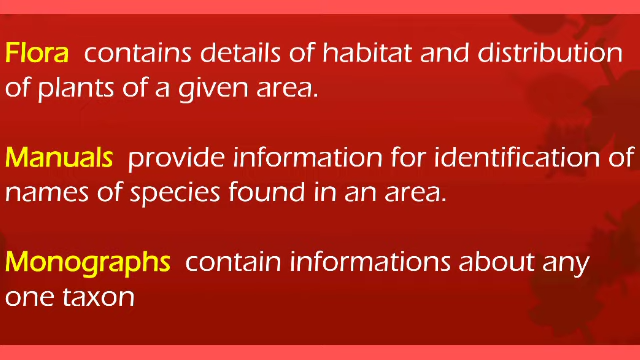 Flora contains details of habitat and distribution
of plants of a given area.
Manuals provide information for identification of
names of species found in an area.
Monographs contain informations about any
one taxon